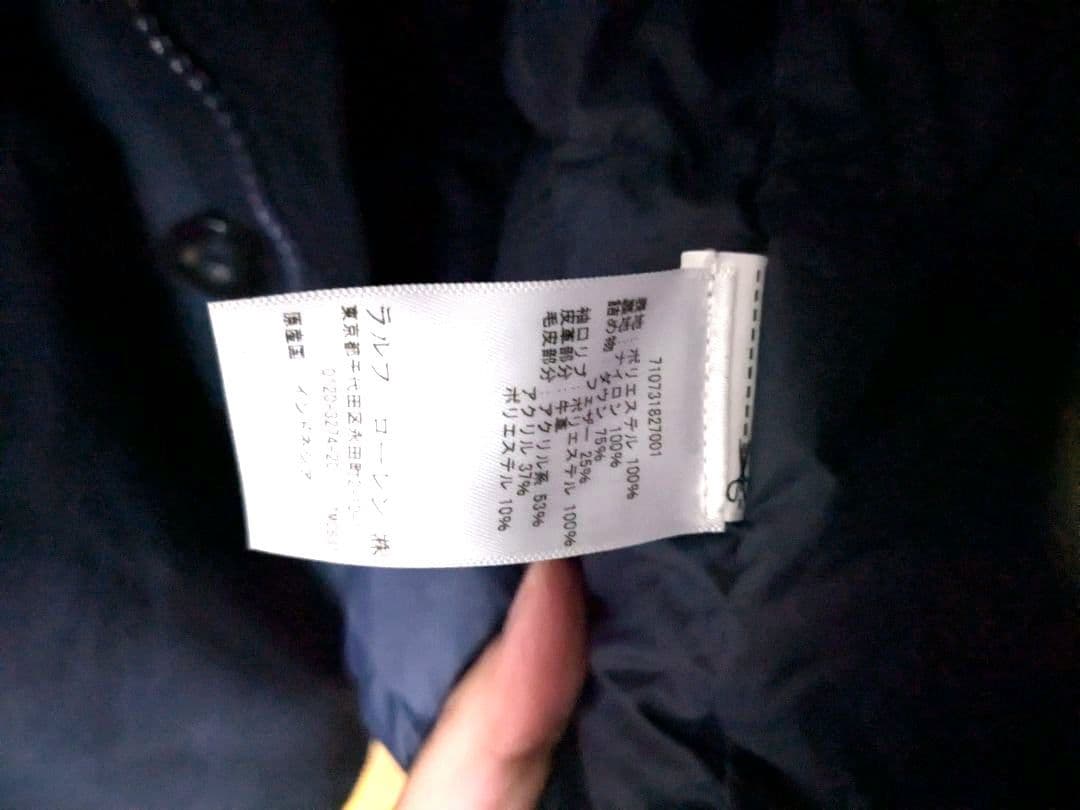 710731827001
表地：ポリエステル 100%
裏地：ナイロン 100%
詰め物 ダウン 75%
フェザー 25%
袖口リブ：ポリエステル 100%
皮革部分：牛革
毛皮部分：アクリル系 53%
アクリル 37%
ポリエステル 10%
ラルフ ローレン 株
東京都千代田区永田町
0120-3274-20
原産国 インドネシア